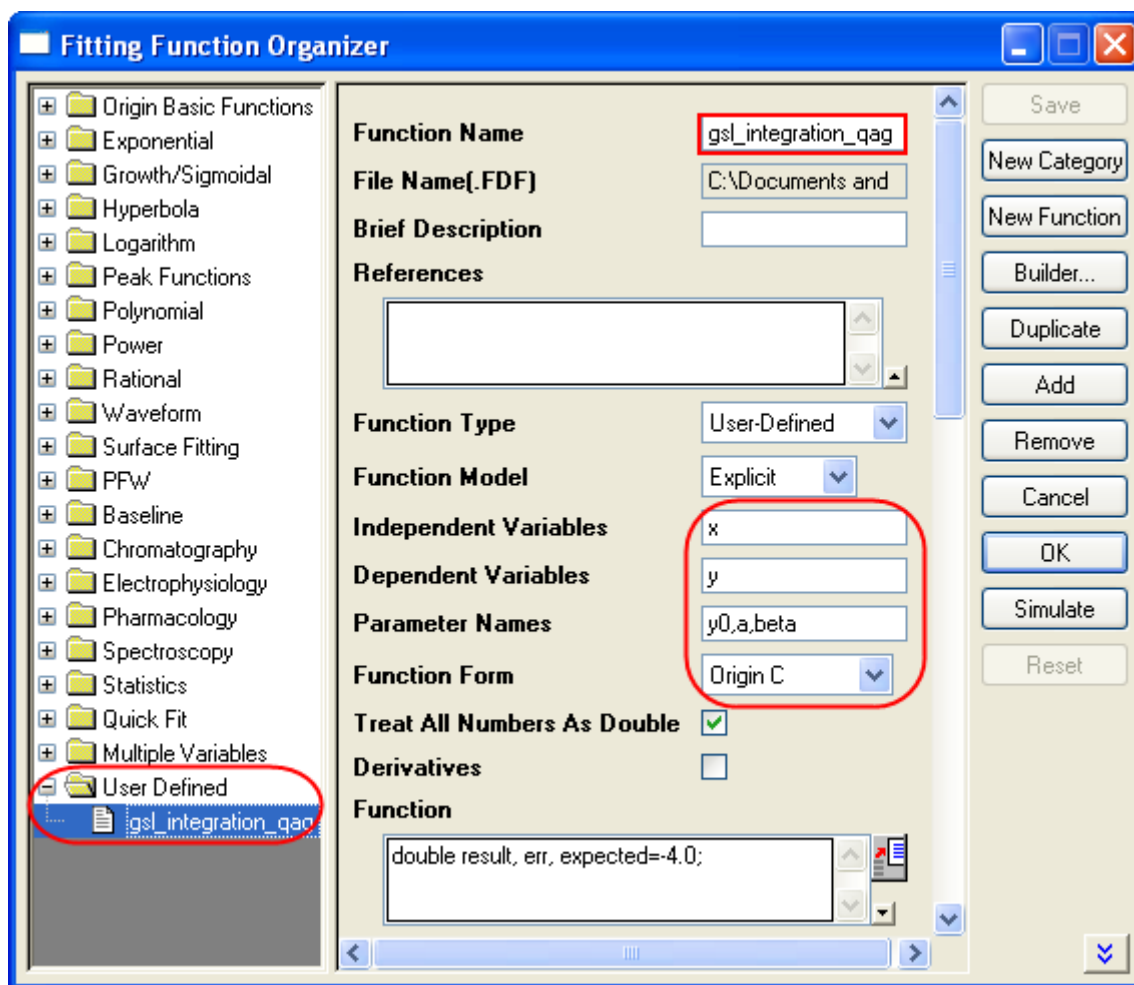 Fitting Function Organizer
Origin Basic Functions
Exponential
Growth/Sigmoidal
Hyperbola
Logarithm
Peak Functions
Polynomial
Power
Rational
Waveform
Surface Fitting
PFW
Baseline
Chromatography
Electrophysiology
Pharmacology
Spectroscopy
Statistics
Quick Fit
Multiple Variables
User Defined
gsl_integration_qag
Function Name gsl_integration_qag
File Name(.FDF) C:\Documents and
Brief Description
References
Function Type User-Defined
Function Model Explicit
Independent Variables x
Dependent Variables y
Parameter Names y0,a,beta
Function Form Origin C
Treat All Numbers As Double
Derivatives
Function
double result, err, expected=-4.0;
Save
New Category
New Function
Builder...
Duplicate
Add
Remove
Cancel
OK
Simulate
Reset